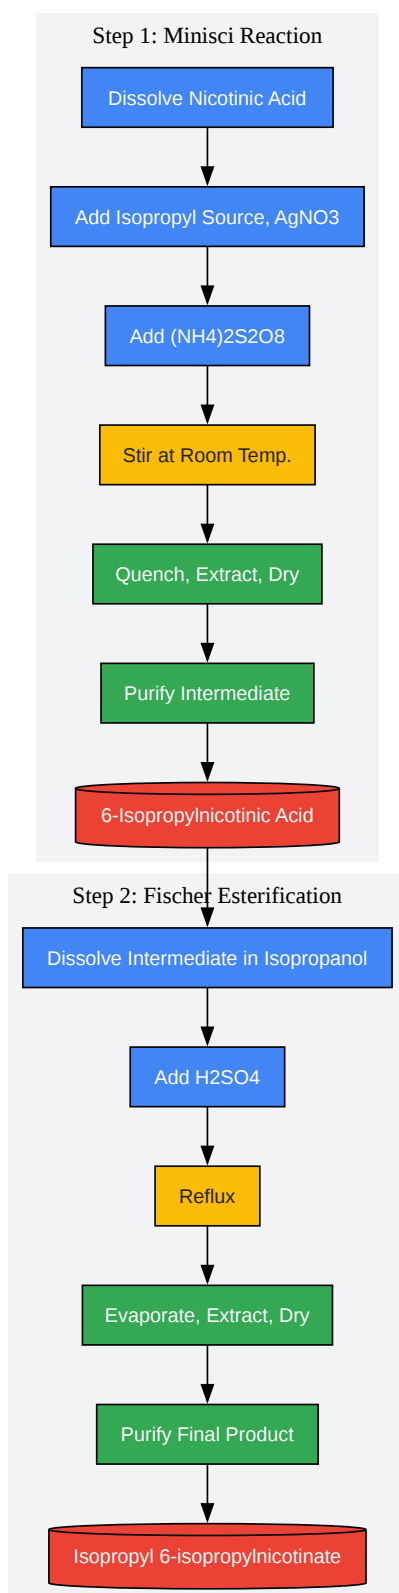 Step 1: Minisci Reaction
Dissolve Nicotinic Acid
Add Isopropyl Source, AgNO3
Add (NH4)2S2O8
Stir at Room Temp.
Quench, Extract, Dry
Purify Intermediate
6-Isopropylnicotinic Acid
Step 2: Fischer Esterification
Dissolve Intermediate in Isopropanol
Add H2SO4
Reflux
Evaporate, Extract, Dry
Purify Final Product
Isopropyl 6-isopropylnicotinate